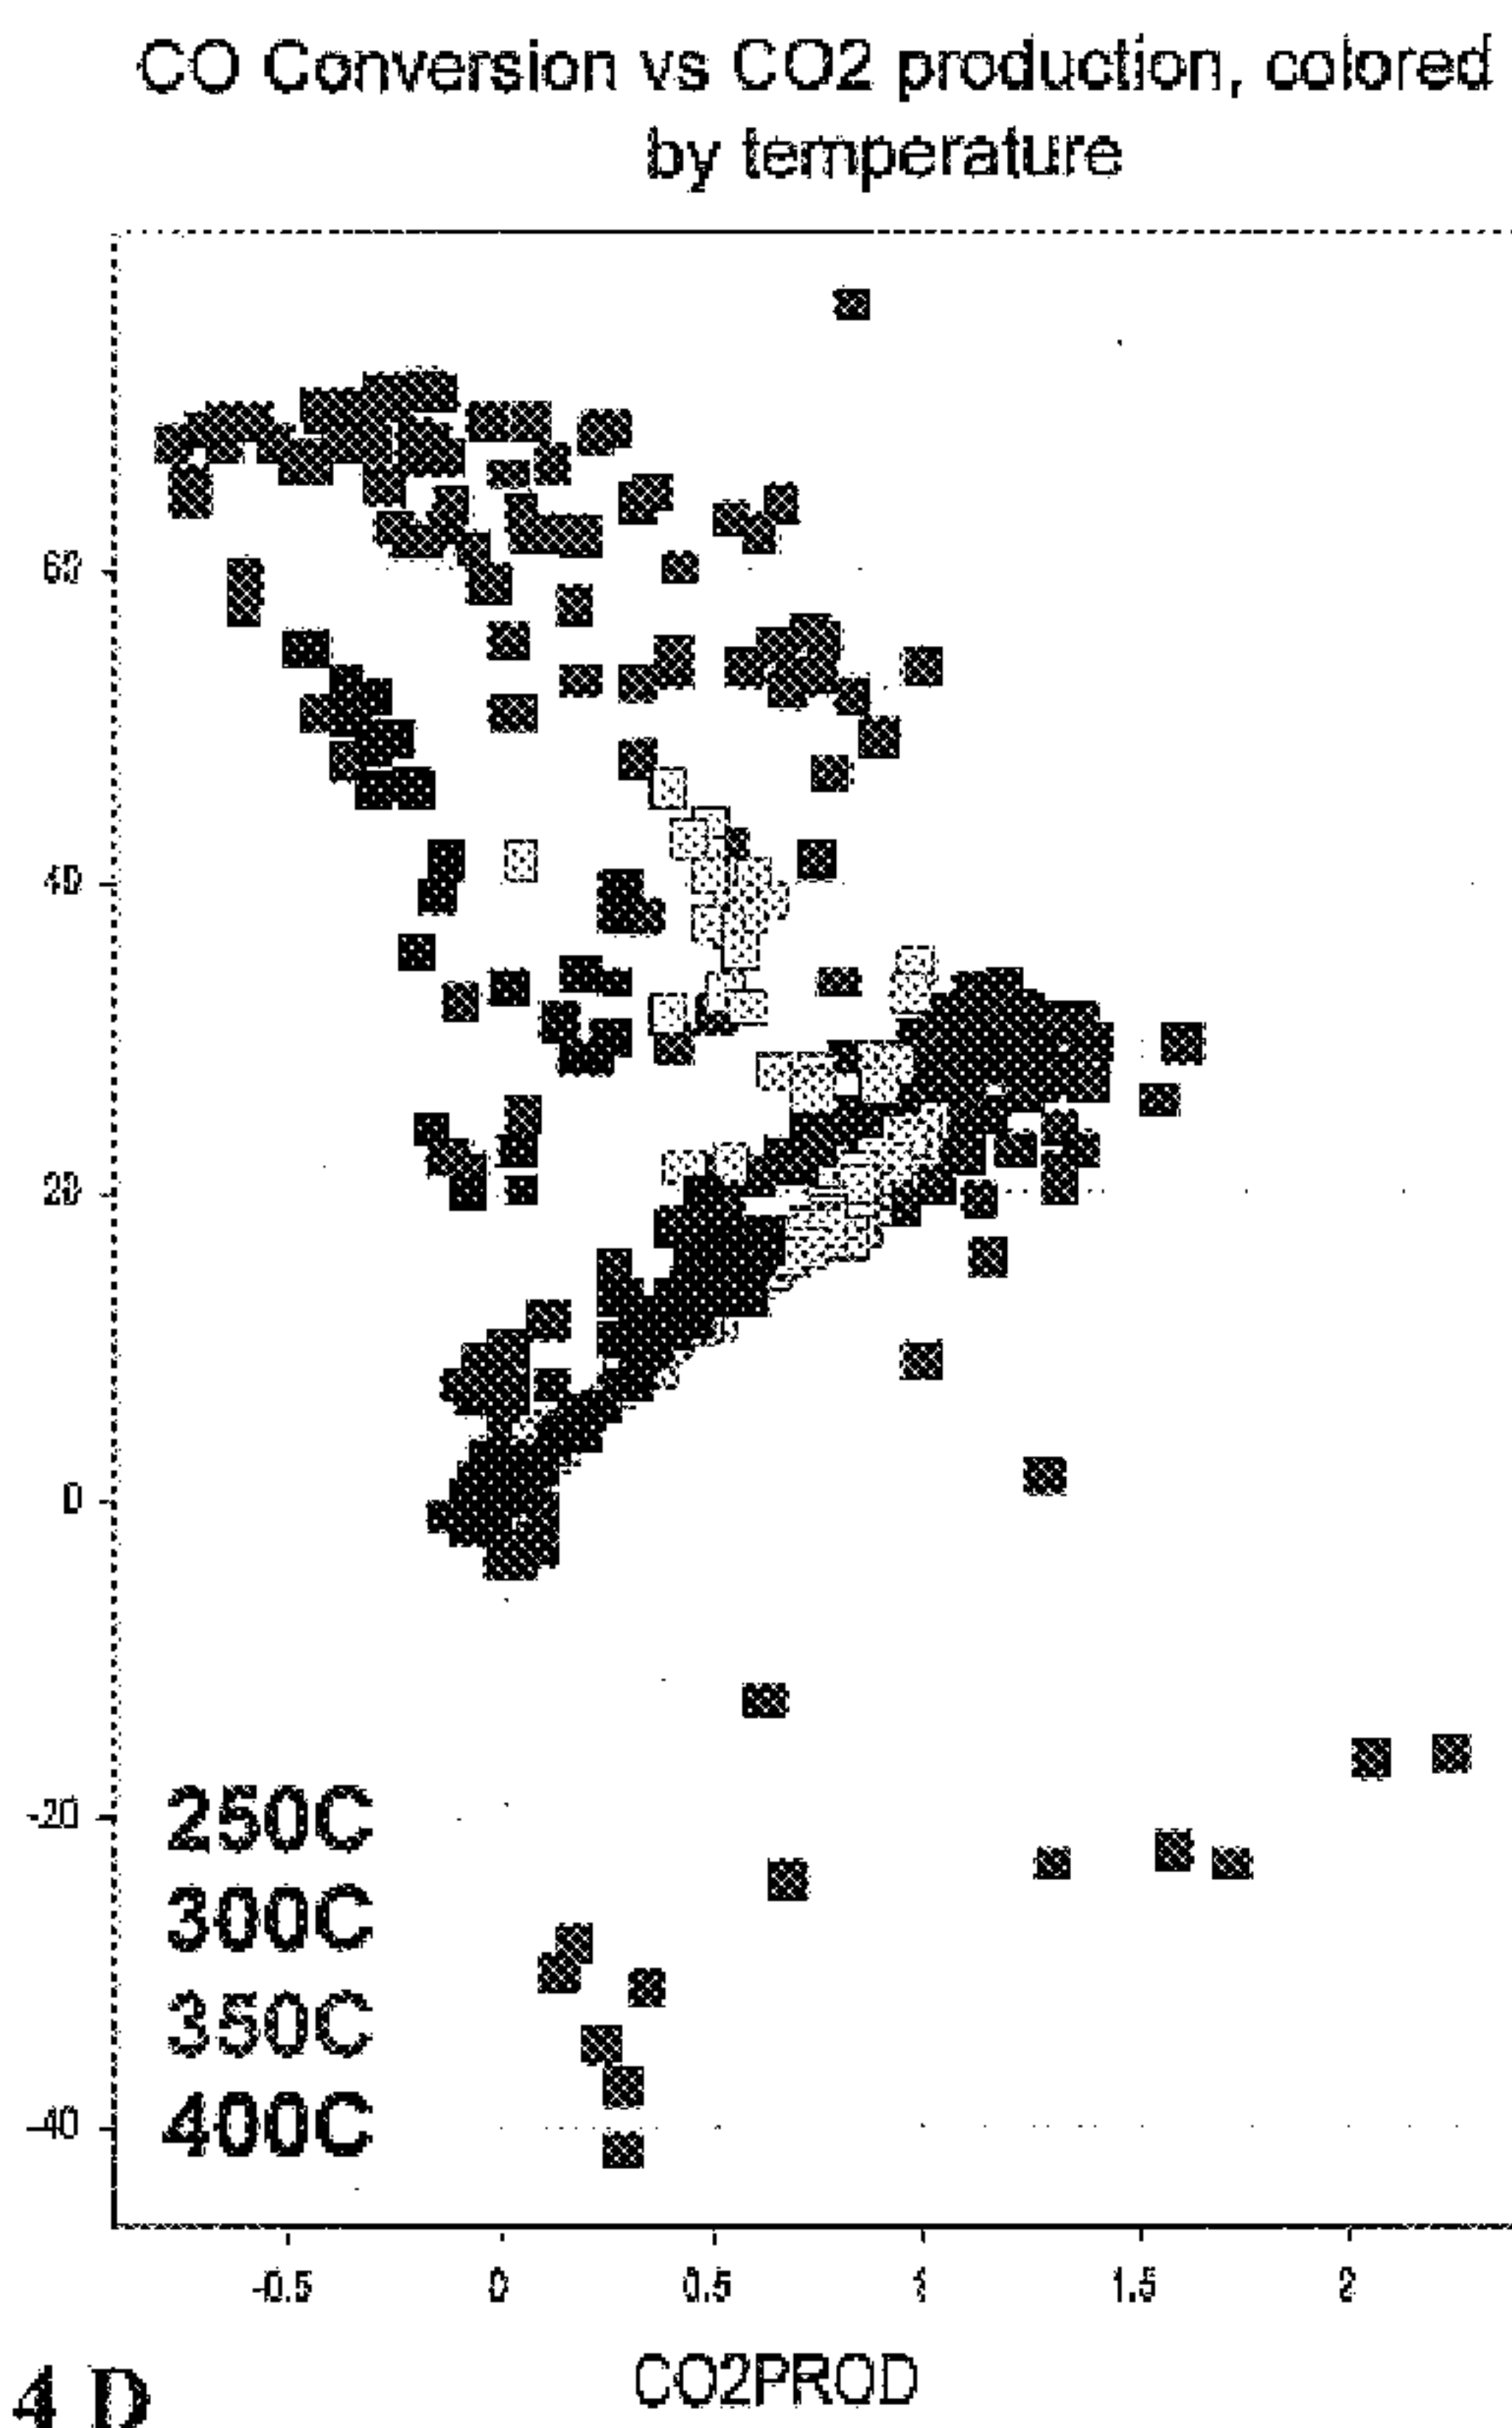 CO Conversion vs CO2 production, colored
by temperature
60
40
20
0
-20
-40
250C
300C
350C
400C
-0.5 0 0.5 1 1.5 2
CO2PROD
4 D